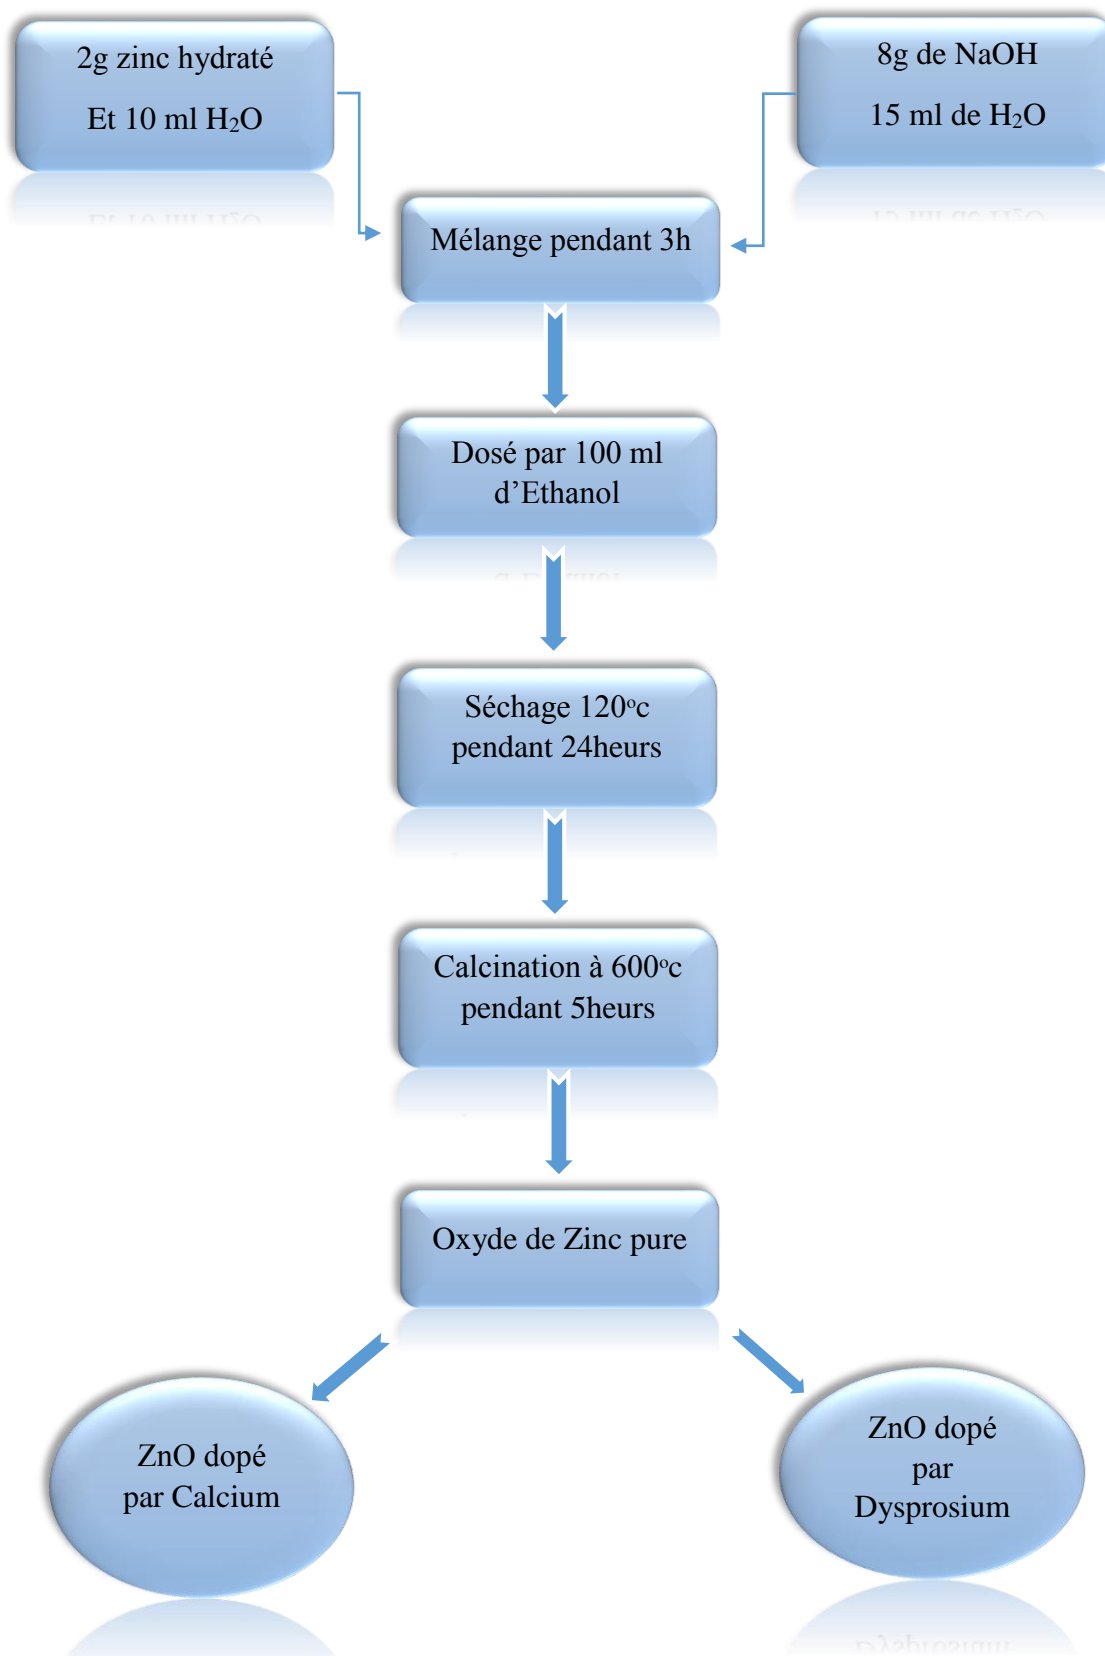 2g zinc hydraté
Et 10 ml H₂O
8g de NaOH
15 ml de H₂O
Mélange pendant 3h
Dosé par 100 ml
d’Ethanol
Séchage 120ᵒc
pendant 24heurs
Calcination à 600ᵒc
pendant 5heurs
Oxyde de Zinc pure
ZnO dopé
par Calcium
ZnO dopé
par
Dysprosium